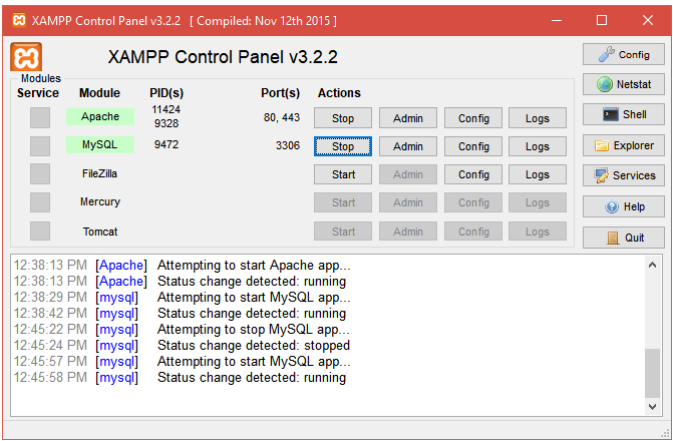 XAMPP Control Panel v3.2.2 [ Compiled: Nov 12th 2015 ]
XAMPP Control Panel v3.2.2
Config
Modules
Service Module PID(s) Port(s) Actions
Netstat
Apache 11424 9328 80, 443 Stop Admin Config Logs
Shell
MySQL 9472 3306 Stop Admin Config Logs
Explorer
FileZilla Start Admin Config Logs
Services
Mercury Start Admin Config Logs
Help
Tomcat Start Admin Config Logs
Quit
12:38:13 PM [Apache] Attempting to start Apache app...
12:38:13 PM [Apache] Status change detected: running
12:38:29 PM [mysql] Attempting to start MySQL app...
12:38:42 PM [mysql] Status change detected: running
12:45:22 PM [mysql] Attempting to stop MySQL app...
12:45:24 PM [mysql] Status change detected: stopped
12:45:57 PM [mysql] Attempting to start MySQL app...
12:45:58 PM [mysql] Status change detected: running